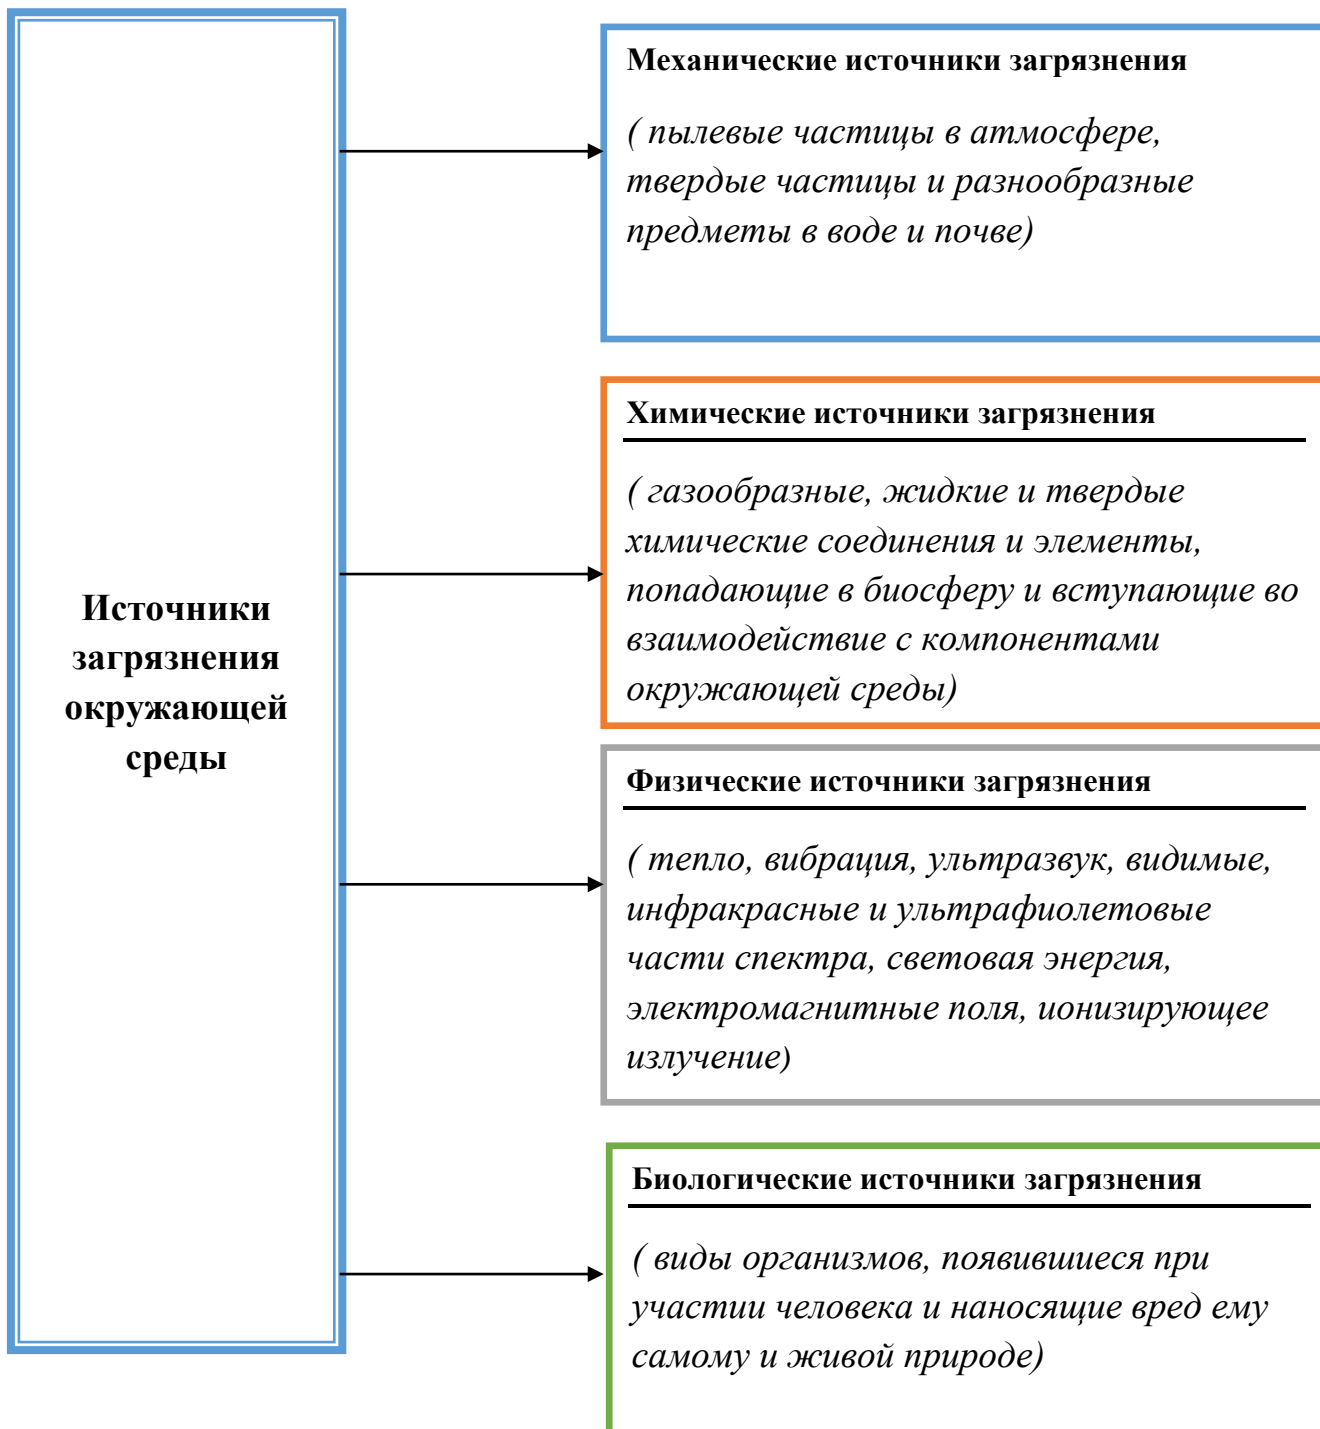 Источники
загрязнения
окружающей
среды
Механические источники загрязнения
( пылевые частицы в атмосфере,
твердые частицы и разнообразные
предметы в воде и почве)
Химические источники загрязнения
( газообразные, жидкие и твердые
химические соединения и элементы,
попадающие в биосферу и вступающие во
взаимодействие с компонентами
окружающей среды)
Физические источники загрязнения
( тепло, вибрация, ультразвук, видимые,
инфракрасные и ультрафиолетовые
части спектра, световая энергия,
электромагнитные поля, ионизирующее
излучение)
Биологические источники загрязнения
( виды организмов, появившиеся при
участии человека и наносящие вред ему
самому и живой природе)